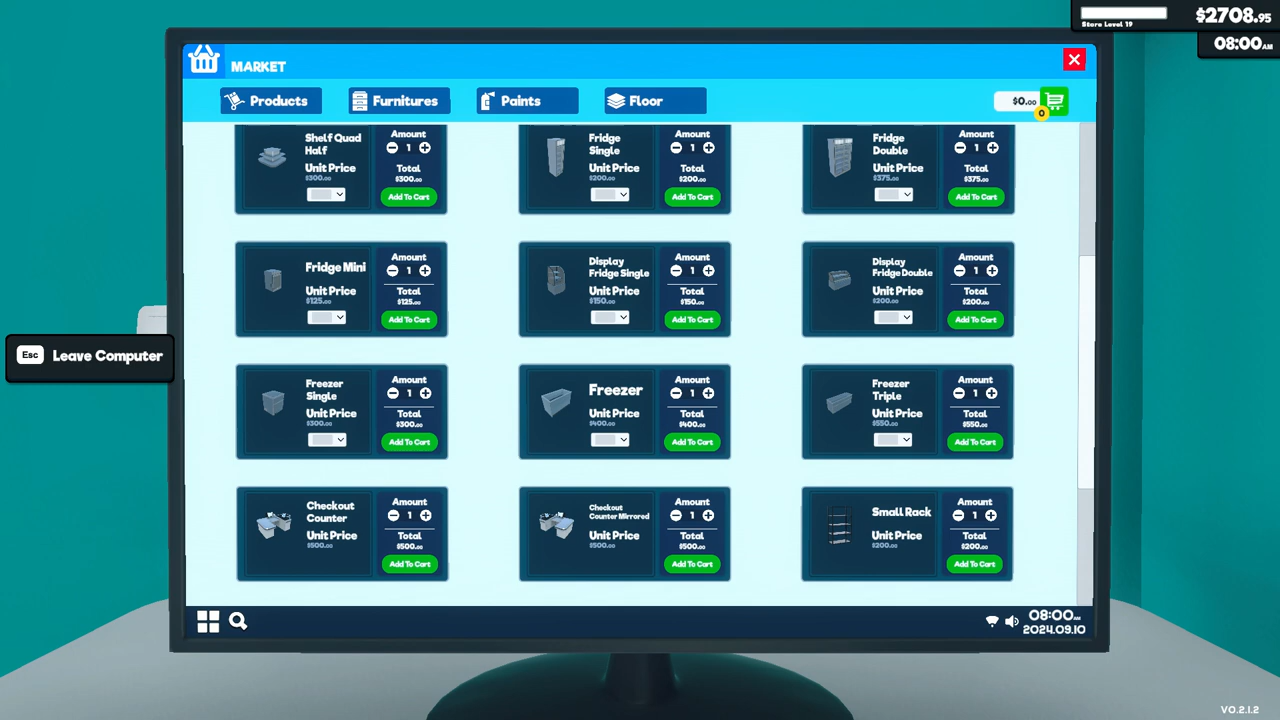 Store Level 19
$2708.95
08:00AM
MARKET
Products
Furnitures
Paints
Floor
$0.00
0
Shelf Quad
Half
Unit Price
$300.00
Amount
1
Total
$300.00
Add To Cart
Fridge
Single
Unit Price
$200.00
Amount
1
Total
$200.00
Add To Cart
Fridge
Double
Unit Price
$375.00
Amount
1
Total
$375.00
Add To Cart
Fridge Mini
Unit Price
$125.00
Amount
1
Total
$125.00
Add To Cart
Display
Fridge Single
Unit Price
$150.00
Amount
1
Total
$150.00
Add To Cart
Display
Fridge Double
Unit Price
$200.00
Amount
1
Total
$200.00
Add To Cart
Esc Leave Computer
Freezer
Single
Unit Price
$300.00
Amount
1
Total
$300.00
Add To Cart
Freezer
Unit Price
$400.00
Amount
1
Total
$400.00
Add To Cart
Freezer
Triple
Unit Price
$550.00
Amount
1
Total
$550.00
Add To Cart
Checkout
Counter
Unit Price
$500.00
Amount
1
Total
$500.00
Add To Cart
Checkout
Counter Mirrored
Unit Price
$500.00
Amount
1
Total
$500.00
Add To Cart
Small Rack
Unit Price
$200.00
Amount
1
Total
$200.00
Add To Cart
08:00AM
2024.09.10
V0.2.1.2